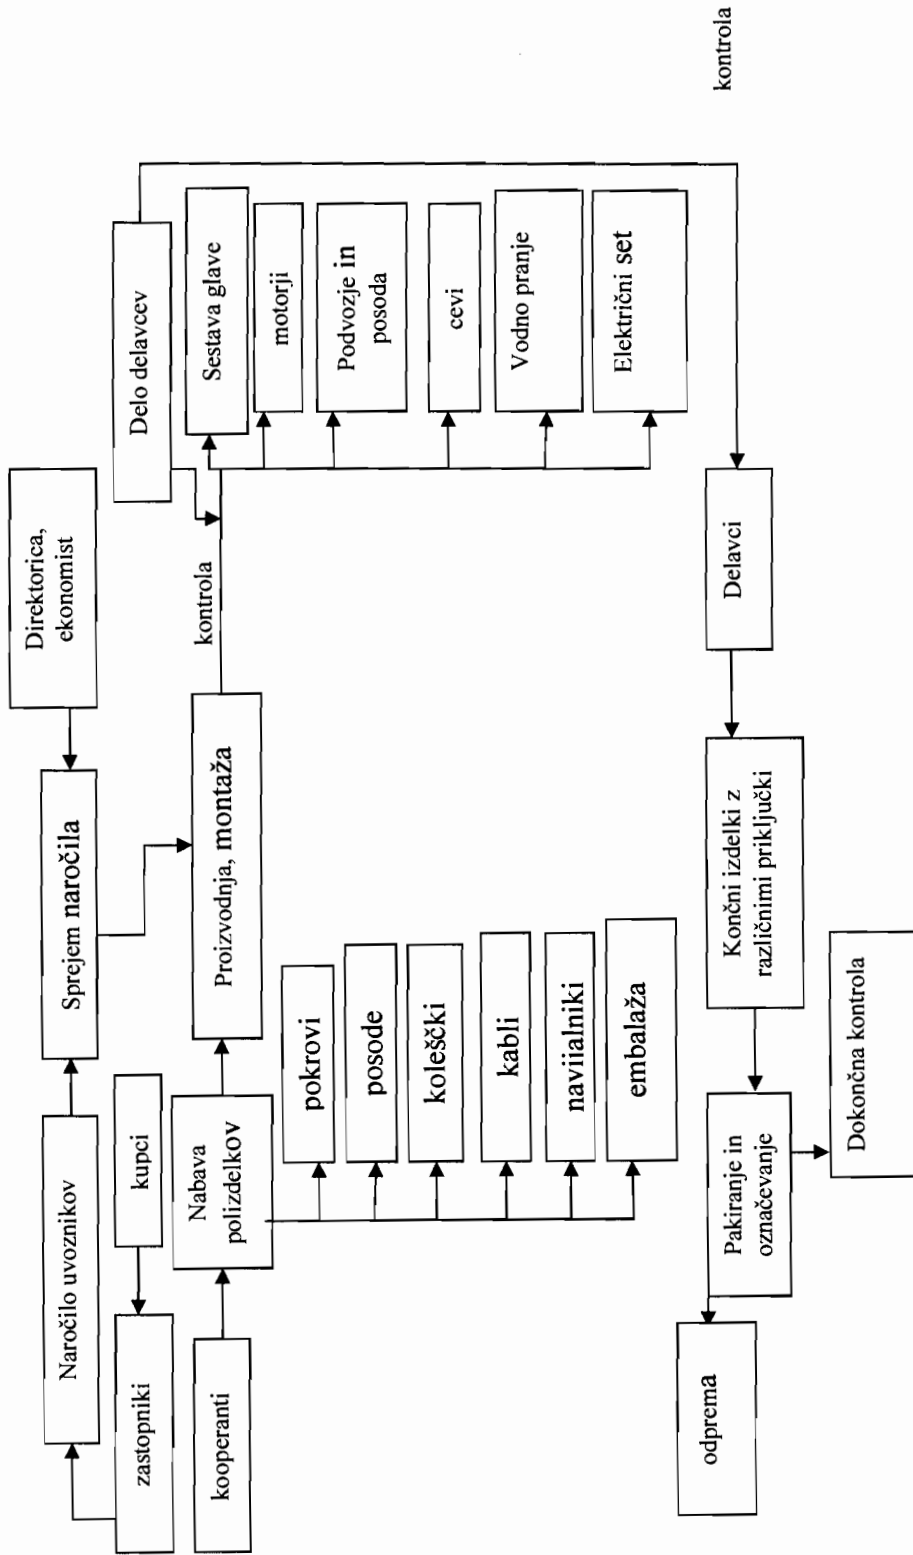 Naročilo uvoznikov
Sprejem naročila
Direktorica,
ekonomist
zastopniki
kupci
Delo delavcev
kooperanti
Nabava
polizdelkov
Proizvodnja, montaža
kontrola
Sestava glave
motorji
Podvozje in
posoda
cevi
Vodno pranje
Električni set
pokrovi
posode
koleščki
kabli
naviialniki
embalaža
odprema
Pakiranje in
označevanje
Končni izdelki z
različnimi priključki
Delavci
kontrola
Dokončna kontrola